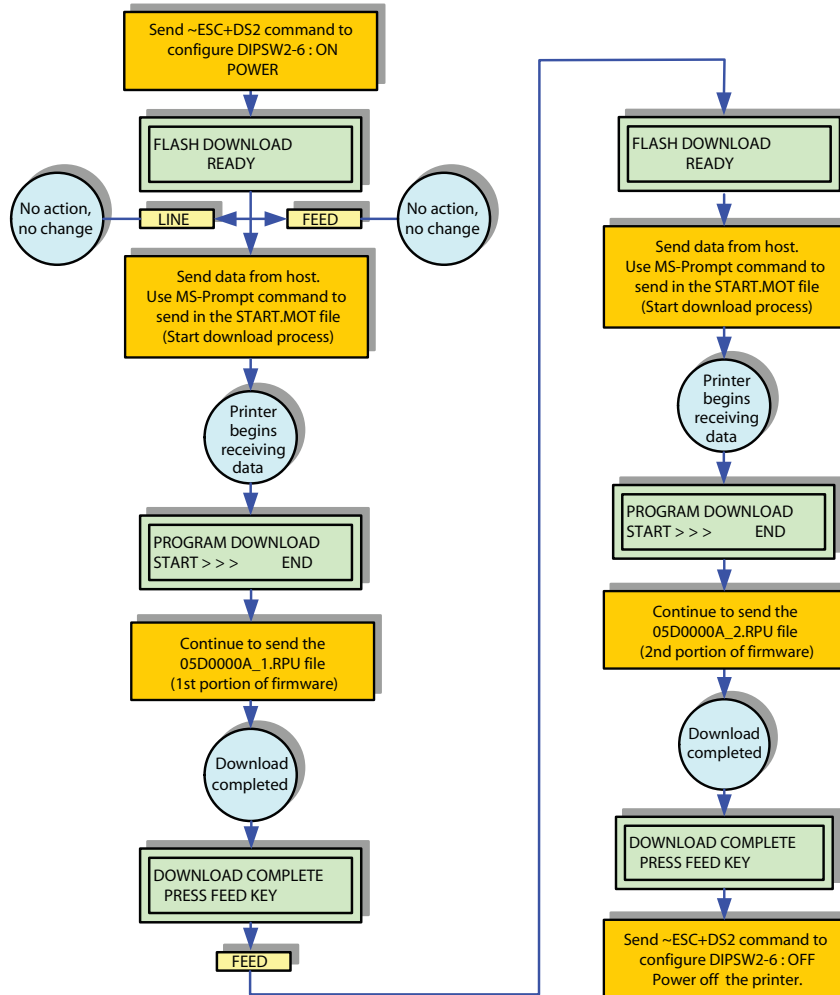 Send ~ESC+DS2 command to
configure DIPSW2-6 : ON
POWER
FLASH DOWNLOAD
READY
No action,
no change
LINE
FEED
No action,
no change
Send data from host.
Use MS-Prompt command to
send in the START.MOT file
(Start download process)
Printer
begins
receiving
data
PROGRAM DOWNLOAD
START > > > END
Continue to send the
05D0000A_1.RPU file
(1st portion of firmware)
Download
completed
DOWNLOAD COMPLETE
PRESS FEED KEY
FEED
FLASH DOWNLOAD
READY
Send data from host.
Use MS-Prompt command to
send in the START.MOT file
(Start download process)
Printer
begins
receiving
data
PROGRAM DOWNLOAD
START > > > END
Continue to send the
05D0000A_2.RPU file
(2nd portion of firmware)
Download
completed
DOWNLOAD COMPLETE
PRESS FEED KEY
Send ~ESC+DS2 command to
configure DIPSW2-6 : OFF
Power off the printer.